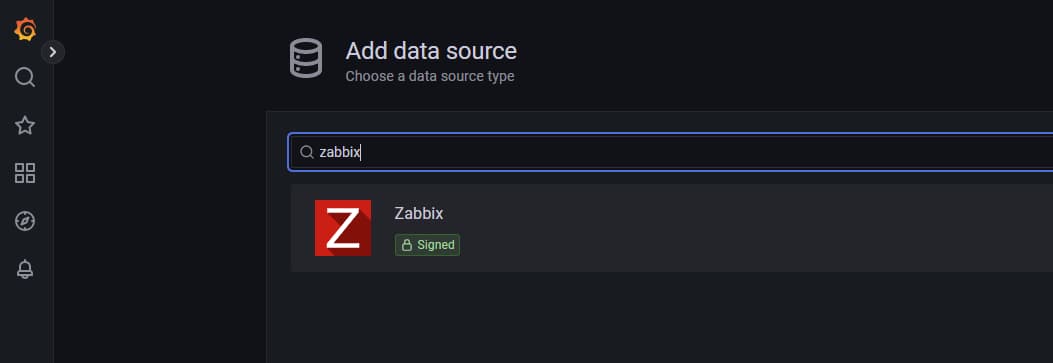 Add data source
Choose a data source type
zabbix
Z
Zabbix
Signed